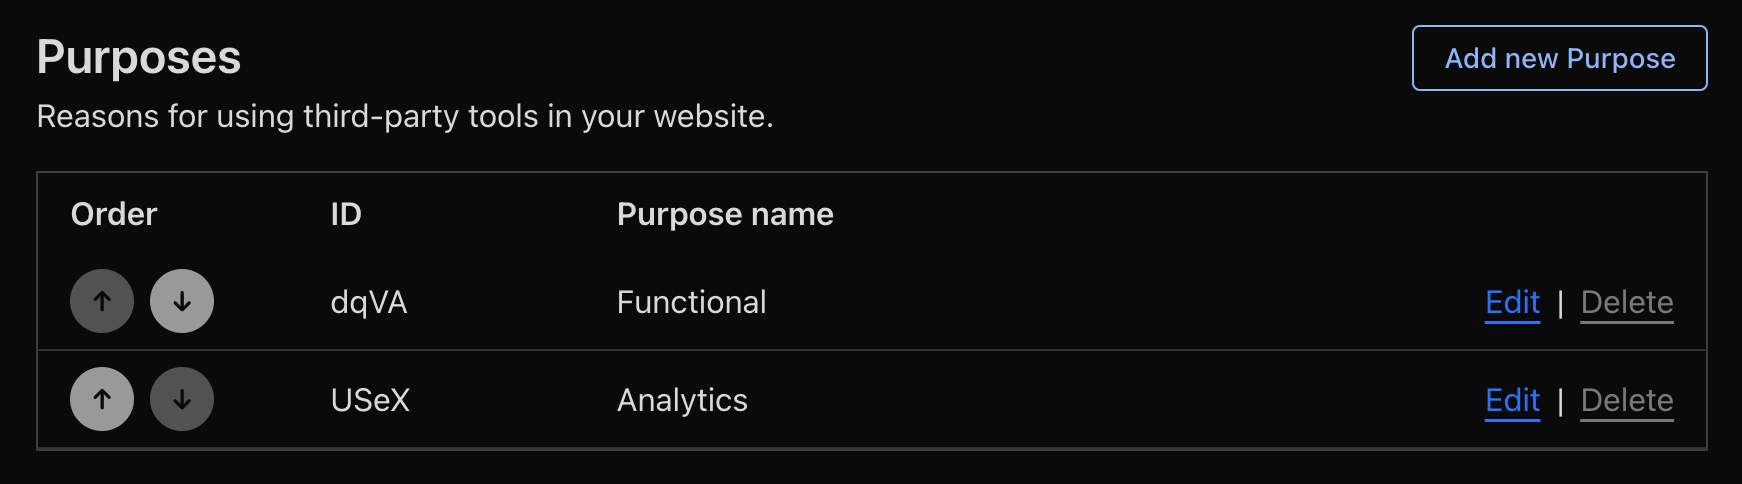 Purposes
Add new Purpose
Reasons for using third-party tools in your website.
Order ID Purpose name
dqVA Functional Edit | Delete
USeX Analytics Edit | Delete